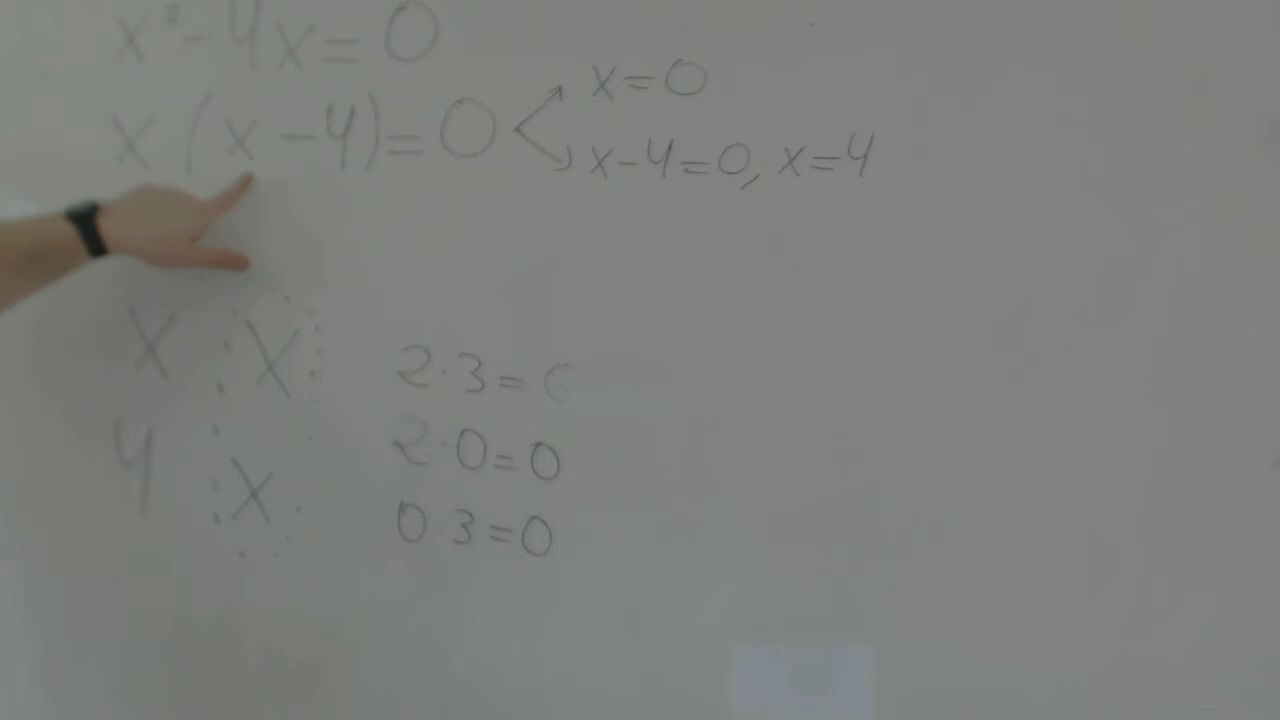 x² - 4x = 0
x (x - 4) = 0
x = 0
x - 4 = 0, x = 4
x x
4 x
2 · 3 = 6
2 · 0 = 0
0 · 3 = 0